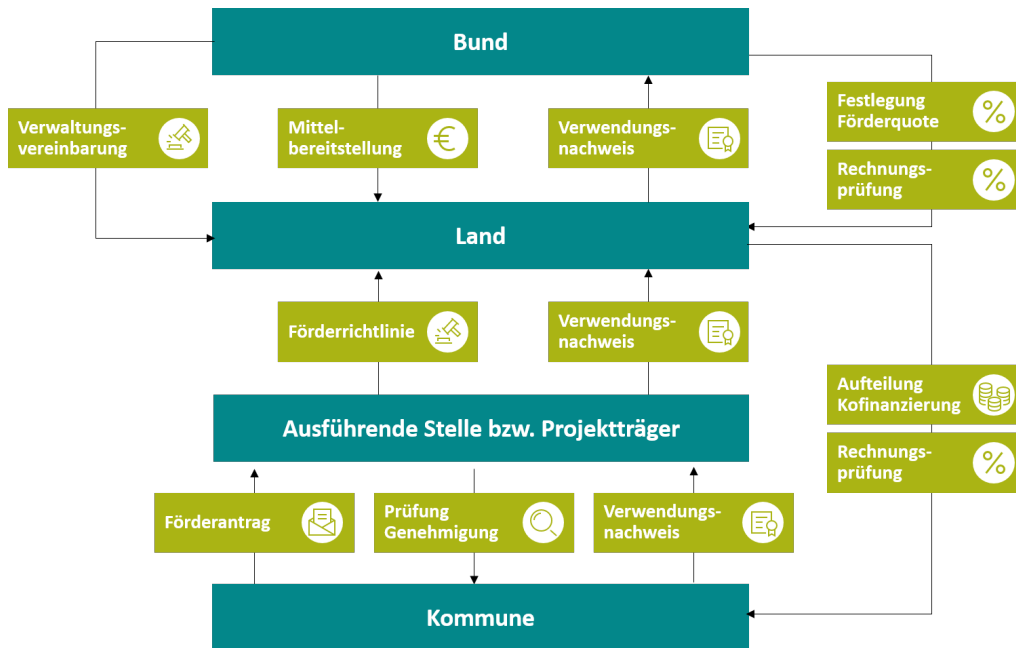 Bund
Verwaltungs-
vereinbarung
Mittel-
bereitstellung
€
Verwendungs-
nachweis
Festlegung
Förderquote
%
Rechnungs-
prüfung
%
Land
Förderrichtlinie
Verwendungs-
nachweis
Aufteilung
Kofinanzierung
Rechnungs-
prüfung
%
Ausführende Stelle bzw. Projektträger
Förderantrag
Prüfung
Genehmigung
Verwendungs-
nachweis
Kommune